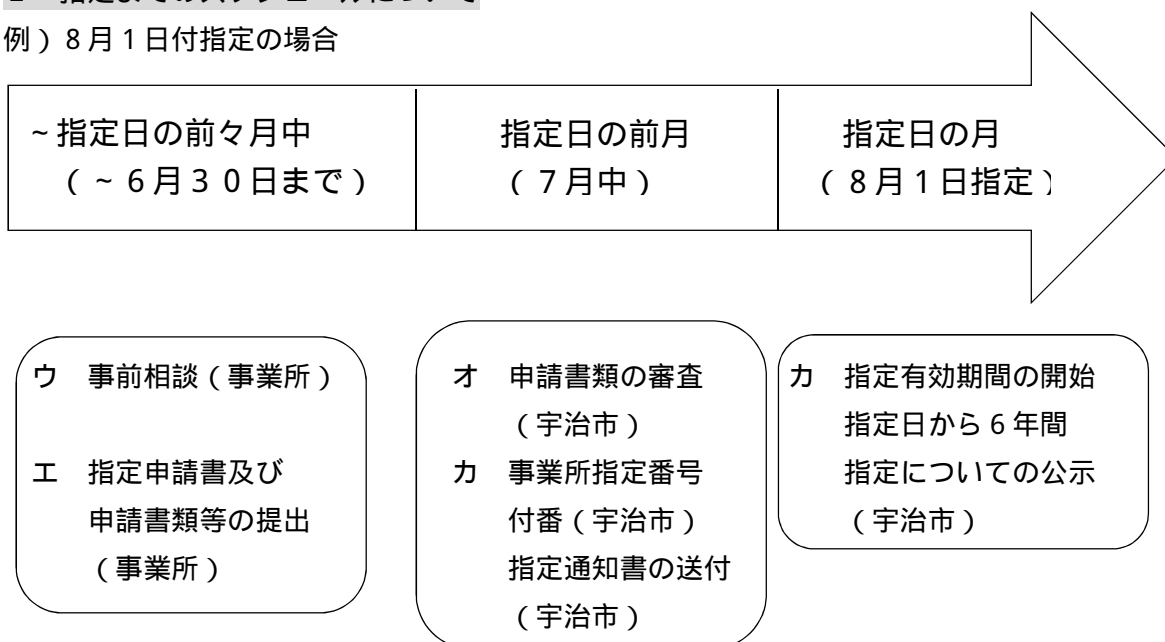 例)8月1日付指定の場合
~指定日の前々月中
(~6月30日まで)
指定日の前月
(7月中)
指定日の月
(8月1日指定)
ウ 事前相談(事業所)
エ 指定申請書及び
申請書類等の提出
(事業所)
オ 申請書類の審査
(宇治市)
カ 事業所指定番号
付番(宇治市)
指定通知書の送付
(宇治市)
カ 指定有効期間の開始
指定日から6年間
指定についての公示
(宇治市)